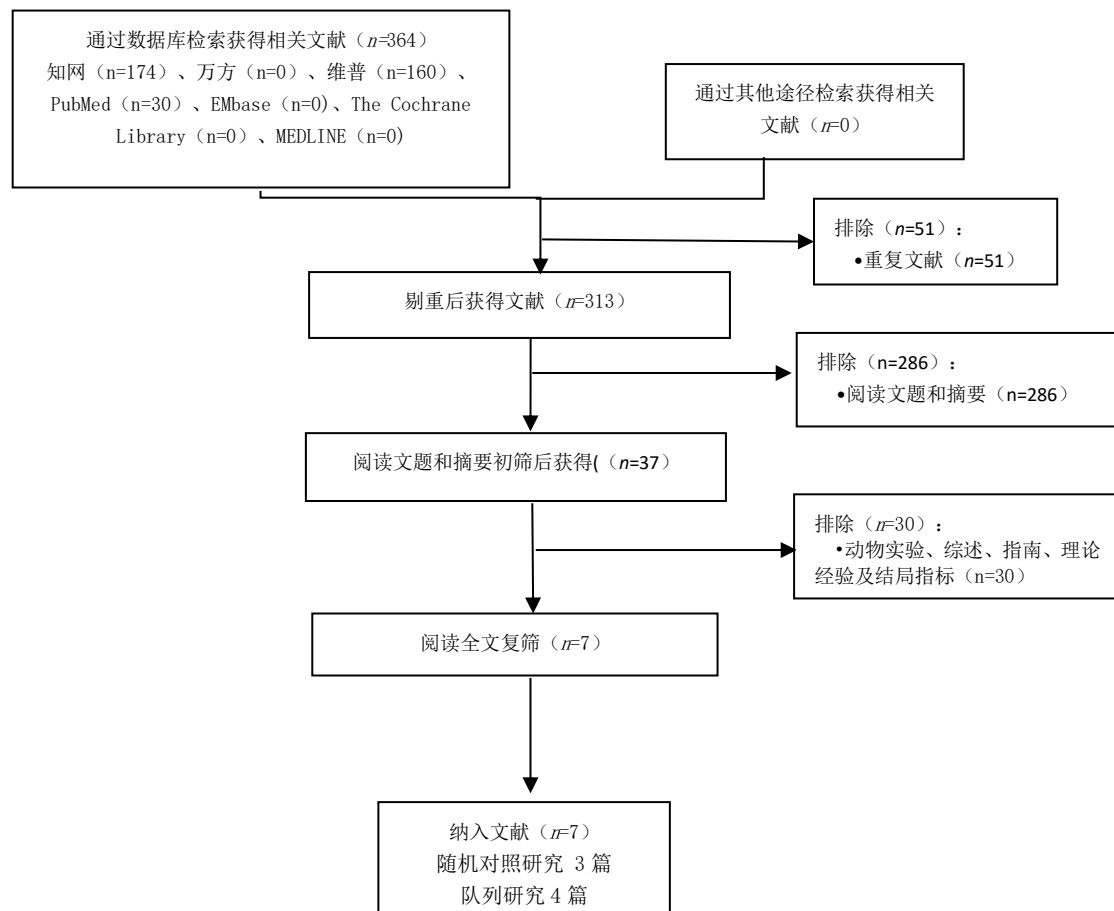 通过数据库检索获得相关文献（n=364）
知网（n=174）、万方（n=0）、维普（n=160）、
PubMed（n=30）、EMbase（n=0)、The Cochrane
Library（n=0）、MEDLINE（n=0)
通过其他途径检索获得相关
文献（n=0）
排除（n=51）：
•重复文献（n=51）
剔重后获得文献（n=313）
排除（n=286）：
•阅读文题和摘要（n=286）
阅读文题和摘要初筛后获得(（n=37）
排除（n=30）：
•动物实验、综述、指南、理论
经验及结局指标（n=30）
阅读全文复筛（n=7）
纳入文献（n=7）
随机对照研究 3 篇
队列研究 4 篇